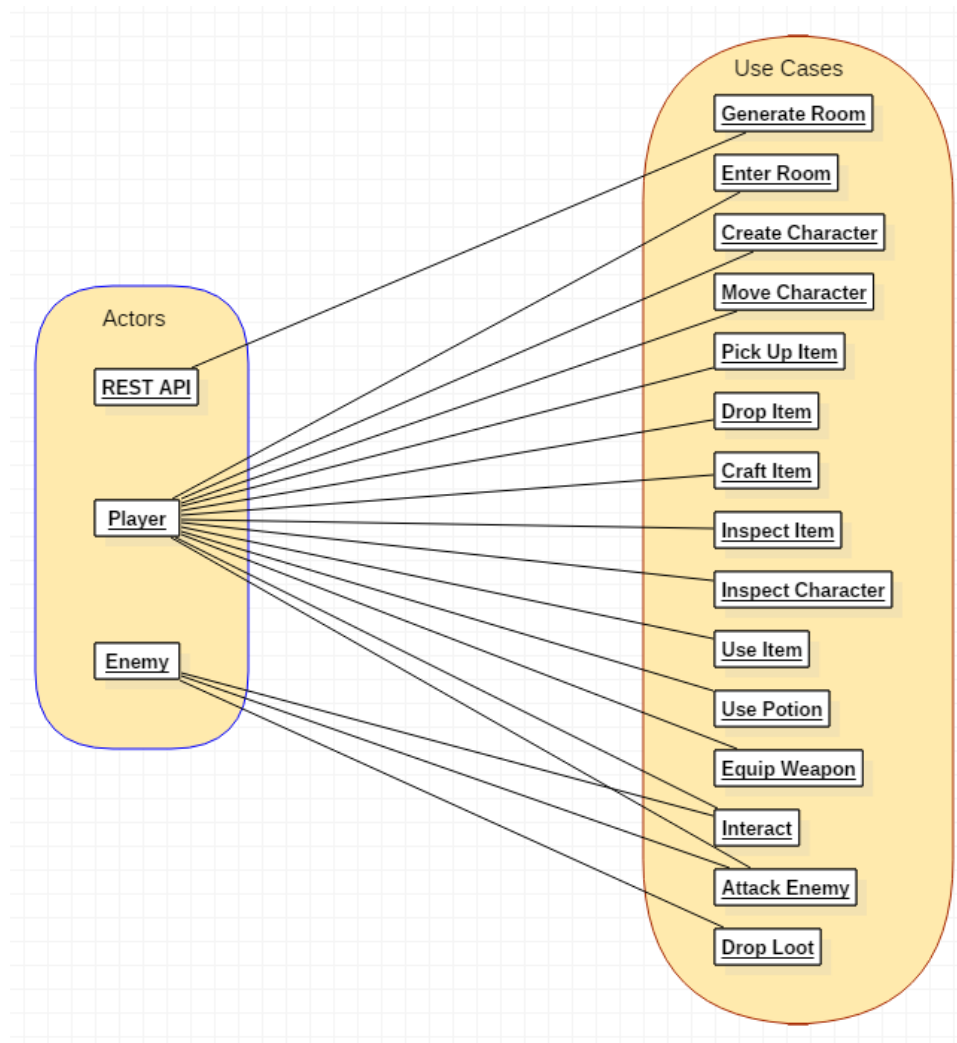 Use Cases
Generate Room
Enter Room
Create Character
Move Character
Pick Up Item
Drop Item
Craft Item
Inspect Item
Inspect Character
Use Item
Use Potion
Equip Weapon
Interact
Attack Enemy
Drop Loot
Actors
REST API
Player
Enemy